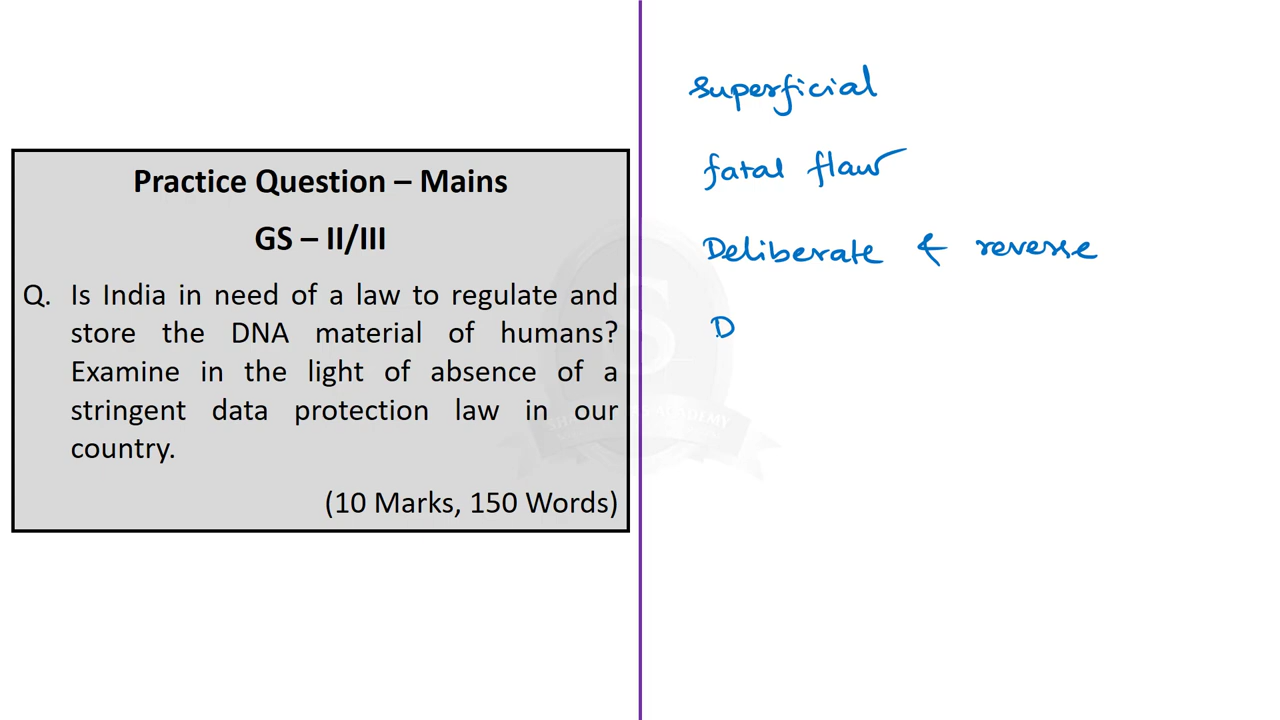 Practice Question – Mains
GS – II/III
Q. Is India in need of a law to regulate and
store the DNA material of humans?
Examine in the light of absence of a
stringent data protection law in our
country.
(10 Marks, 150 Words)
superficial
fatal flaw
Deliberate & reverse
D